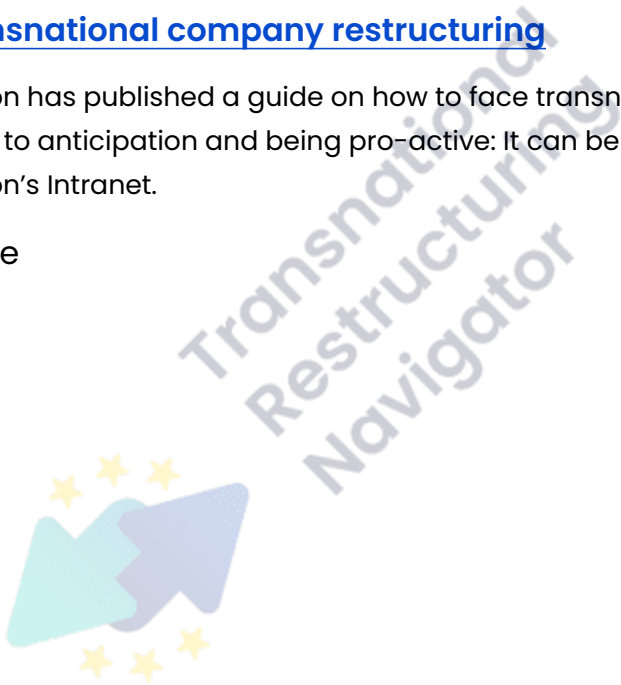 nsnational company restructuring
on has published a guide on how to face transn
to anticipation and being pro-active: It can be
on's Intranet.
e
Transnational
Restructuring
Navigator